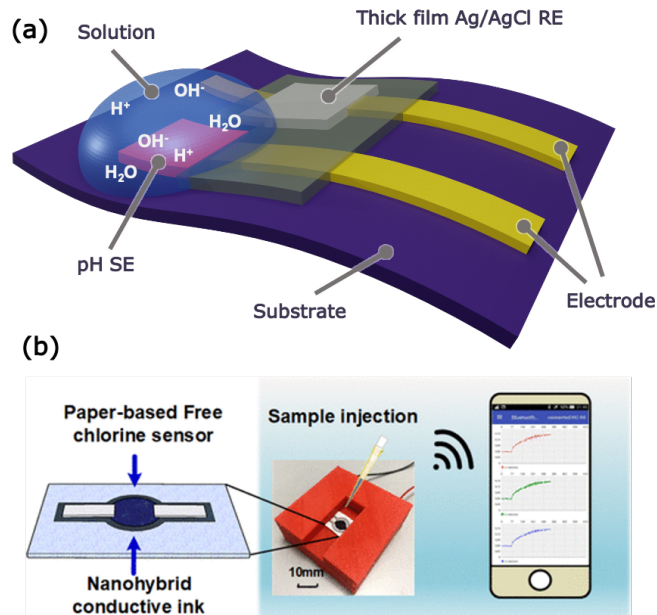 (a)
Solution
Thick film Ag/AgCl RE
OH⁻
H⁺
H₂O
OH⁻
H⁺
H₂O
pH SE
Substrate
Electrode
(b)
Paper-based Free
chlorine sensor
Sample injection
Bluetooth...
10mm
Nanohybrid
conductive ink